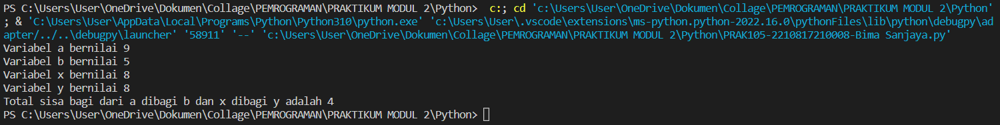 PS C:\Users\User\OneDrive\Dokumen\Collage\PEMROGRAMAN\PRAKTIKUM MODUL 2\Python>  c:; cd 'c:\Users\User\OneDrive\Dokumen\Collage\PEMROGRAMAN\PRAKTIKUM MODUL 2\Python'
; & 'C:\Users\User\AppData\Local\Programs\Python\Python310\python.exe' 'c:\Users\User\.vscode\extensions\ms-python.python-2022.16.0\pythonFiles\lib\python\debugpy\ad
apter/../..\debugpy\launcher' '58911' '--' 'c:\Users\User\OneDrive\Dokumen\Collage\PEMROGRAMAN\PRAKTIKUM MODUL 2\Python\PRAK105-2210817210008-Bima Sanjaya.py'
Variabel a bernilai 9
Variabel b bernilai 5
Variabel x bernilai 8
Variabel y bernilai 8
Total sisa bagi dari a dibagi b dan x dibagi y adalah 4
PS C:\Users\User\OneDrive\Dokumen\Collage\PEMROGRAMAN\PRAKTIKUM MODUL 2\Python>